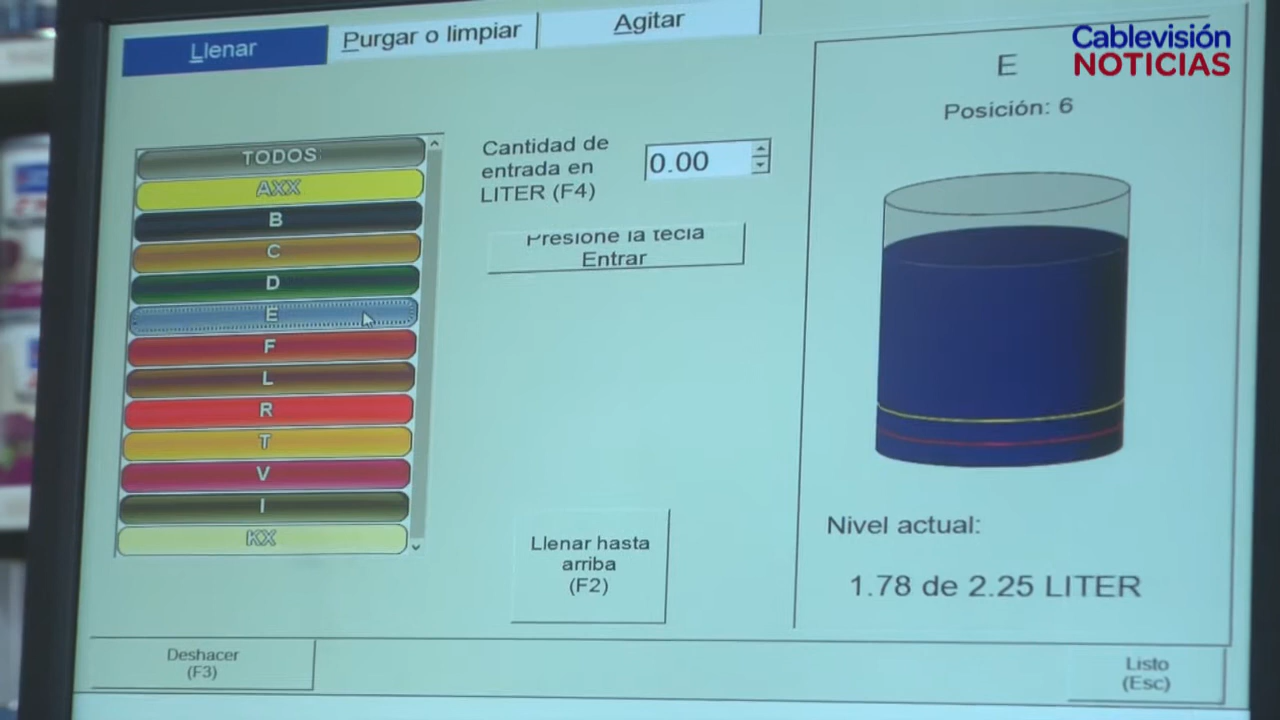 Llenar
Purgar o limpiar
Agitar
Cablevisión
NOTICIAS
TODOS
AXX
B
C
D
E
F
L
R
T
V
I
KX
Cantidad de
entrada en
LITER (F4)
0.00
Presione la tecla
Entrar
Llenar hasta
arriba
(F2)
E
Posición: 6
Nivel actual:
1.78 de 2.25 LITER
Deshacer
(F3)
Listo
(Esc)